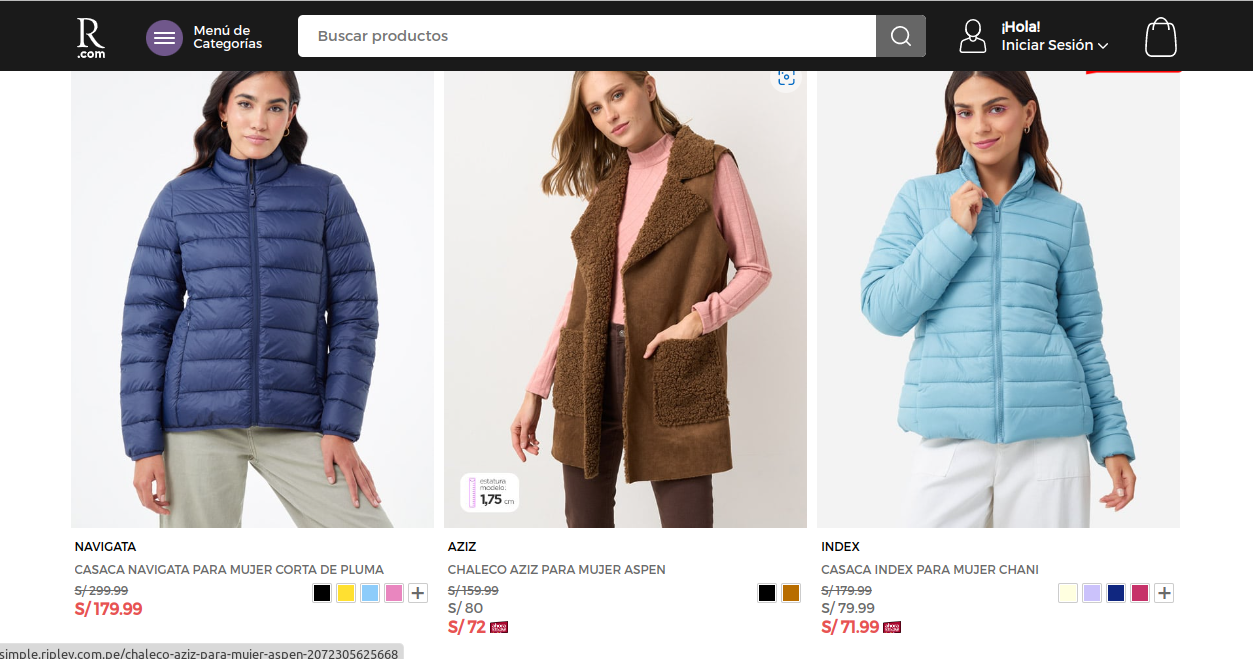 R
.com
Menú de
Categorías
Buscar productos
¡Hola!
Iniciar Sesión
estatura
modelo:
1,75 cm
NAVIGATA
CASACA NAVIGATA PARA MUJER CORTA DE PLUMA
S/ 299.99
S/ 179.99
AZIZ
CHALECO AZIZ PARA MUJER ASPEN
S/ 159.99
S/ 80
S/ 72
INDEX
CASACA INDEX PARA MUJER CHANI
S/ 179.99
S/ 79.99
S/ 71.99
simple.ripley.com.pe/chaleco-aziz-para-mujer-aspen-2072305625668